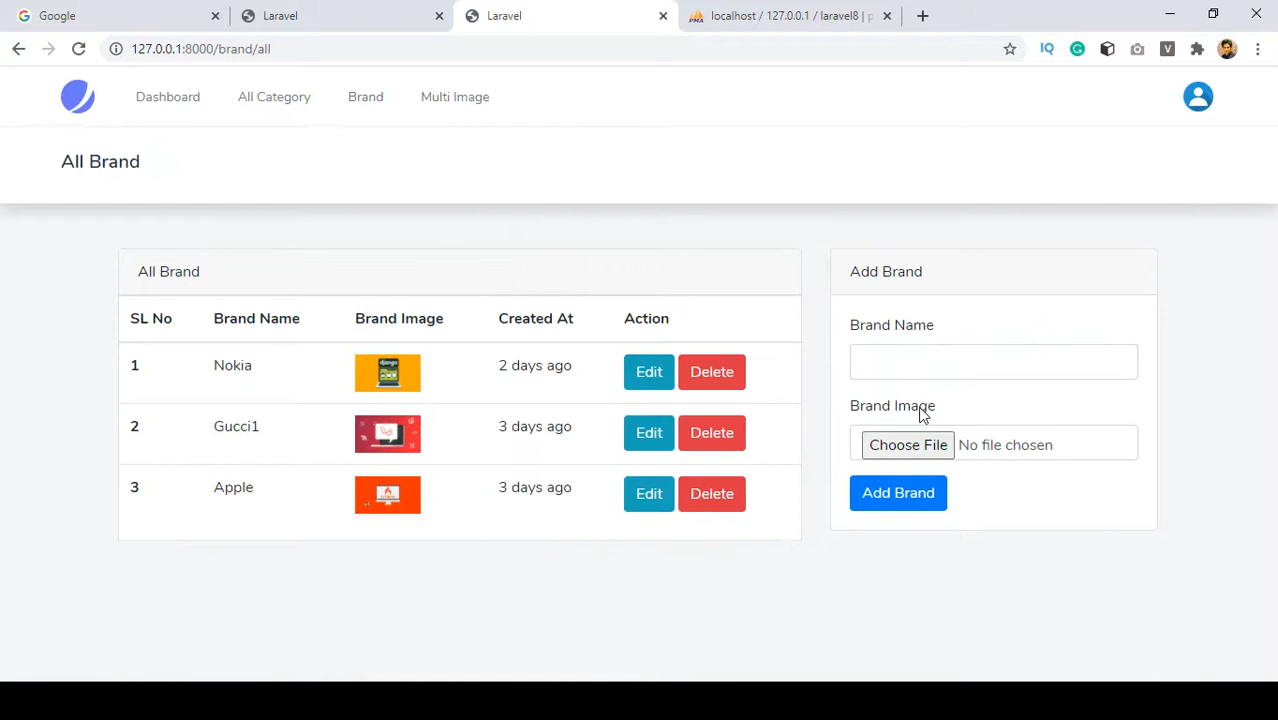 Google
Laravel
Laravel
localhost / 127.0.0.1 / laravel8 | p
127.0.0.1:8000/brand/all
IQ
V
Dashboard
All Category
Brand
Multi Image
All Brand
All Brand
SL No Brand Name Brand Image Created At Action
1 Nokia 2 days ago Edit Delete
2 Gucci1 3 days ago Edit Delete
3 Apple 3 days ago Edit Delete
Add Brand
Brand Name
Brand Image
Choose File No file chosen
Add Brand